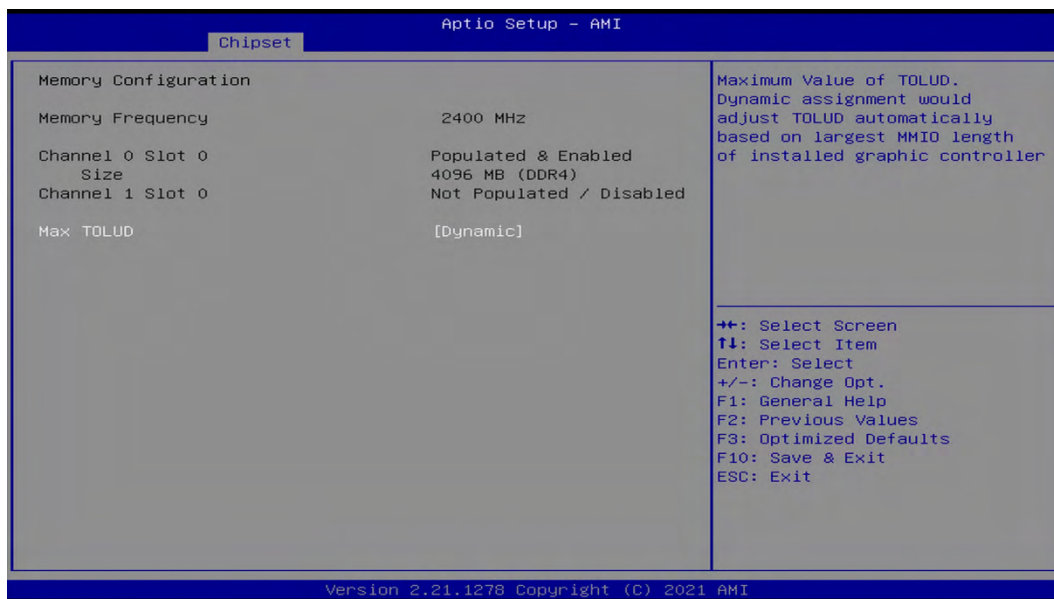 Aptio Setup – AMI
Chipset
Memory Configuration
Memory Frequency 2400 MHz
Channel 0 Slot 0 Populated & Enabled
Size 4096 MB (DDR4)
Channel 1 Slot 0 Not Populated / Disabled
Max TOLUD [Dynamic]
Maximum Value of TOLUD.
Dynamic assignment would
adjust TOLUD automatically
based on largest MMIO length
of installed graphic controller
→←: Select Screen
↑↓: Select Item
Enter: Select
+/-: Change Opt.
F1: General Help
F2: Previous Values
F3: Optimized Defaults
F10: Save & Exit
ESC: Exit
Version 2.21.1278 Copyright (C) 2021 AMI